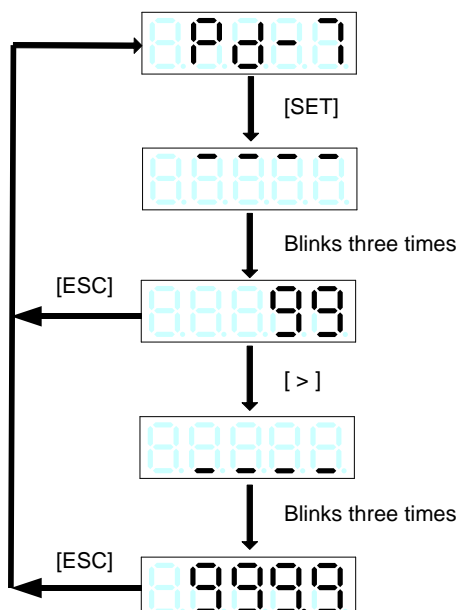 Pd-7
[SET]
‾ ‾ ‾ ‾
Blinks three times
[ESC]
99
[ > ]
_ _ _ _
Blinks three times
[ESC]
9999